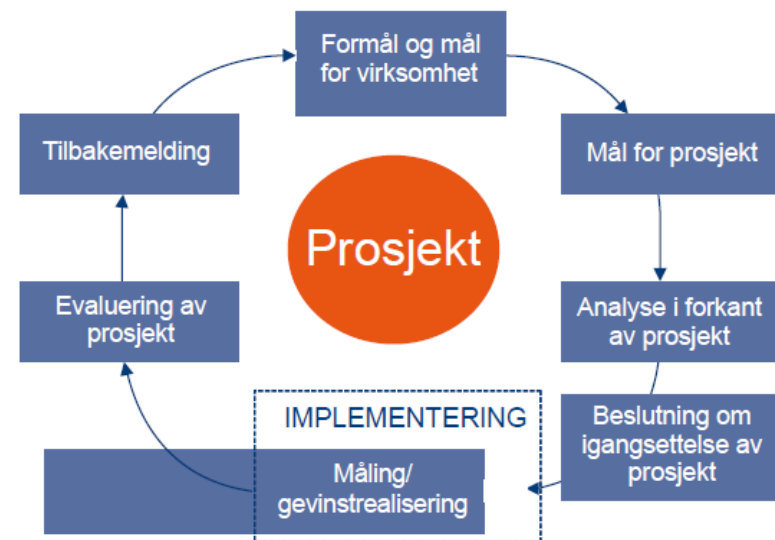 Formål og mål
for virksomhet
Mål for prosjekt
Analyse i forkant
av prosjekt
Beslutning om
igangsettelse av
prosjekt
IMPLEMENTERING
Måling/
gevinstrealisering
Evaluering av
prosjekt
Tilbakemelding
Prosjekt